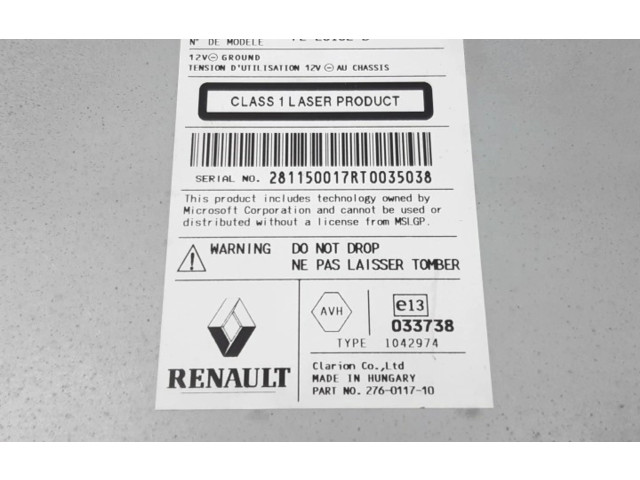 N° DE MODELE
12V⊖ GROUND
TENSION D'UTILISATION 12V ⊖ AU CHASSIS
CLASS 1 LASER PRODUCT
SERIAL NO. 281150017RT0035038
This product includes technology owned by
Microsoft Corporation and cannot be used or
distributed without a license from MSLGP.
WARNING DO NOT DROP
NE PAS LAISSER TOMBER
AVH
e13
033738
TYPE 1042974
RENAULT
Clarion Co.,Ltd
MADE IN HUNGARY
PART NO. 276-0117-10